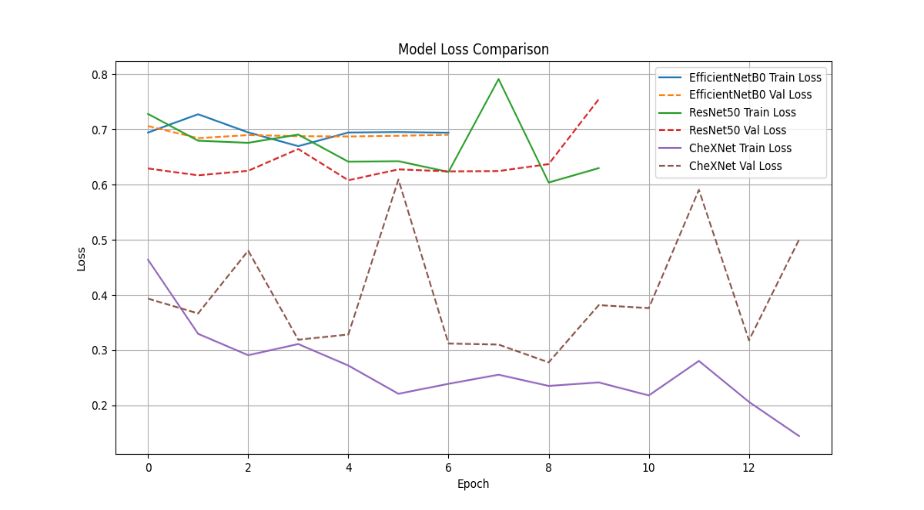 Model Loss Comparison
0.8
0.7
0.6
0.5
0.4
0.3
0.2
Loss
0
2
4
6
8
10
12
Epoch
EfficientNetB0 Train Loss
EfficientNetB0 Val Loss
ResNet50 Train Loss
ResNet50 Val Loss
CheXNet Train Loss
CheXNet Val Loss